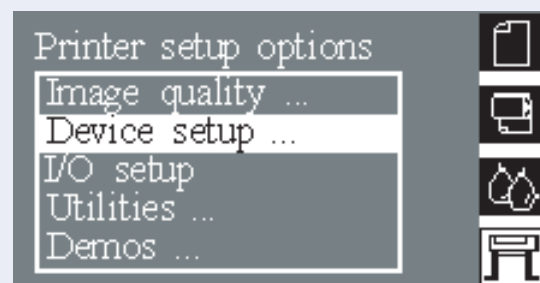 Printer setup options
Image quality ...
Device setup ...
I/O setup
Utilities ...
Demos ...